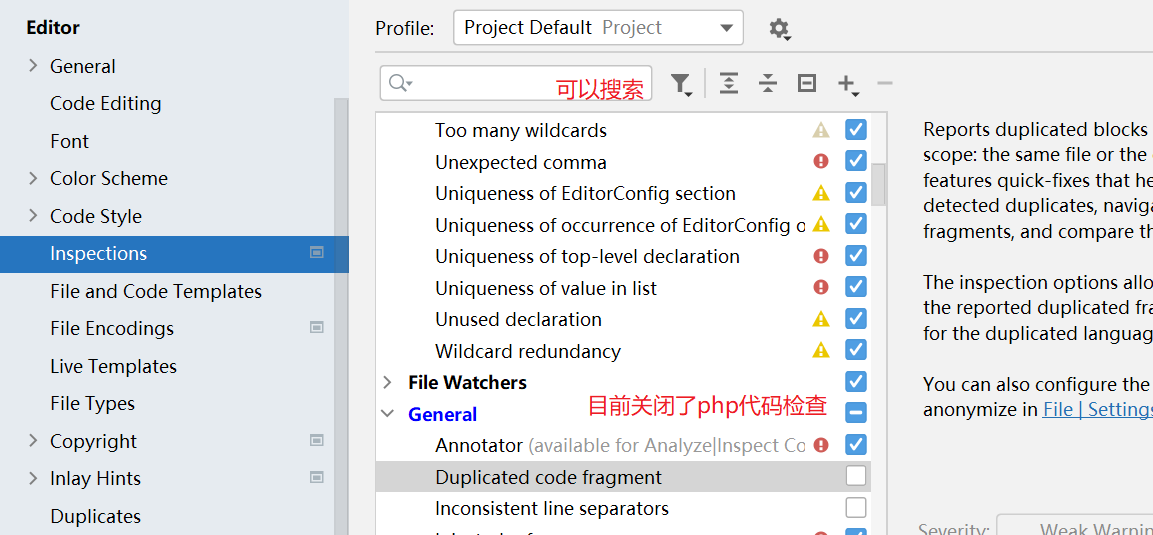 Editor
General
Code Editing
Font
Color Scheme
Code Style
Inspections
File and Code Templates
File Encodings
Live Templates
File Types
Copyright
Inlay Hints
Duplicates
Profile: Project Default Project
可以搜索
Too many wildcards
Unexpected comma
Uniqueness of EditorConfig section
Uniqueness of occurrence of EditorConfig o
Uniqueness of top-level declaration
Uniqueness of value in list
Unused declaration
Wildcard redundancy
File Watchers
General
目前关闭了php代码检查
Annotator (available for Analyze|Inspect Co
Duplicated code fragment
Inconsistent line separators
Reports duplicated blocks
scope: the same file or the
features quick-fixes that he
detected duplicates, naviga
fragments, and compare th
The inspection options allo
the reported duplicated fra
for the duplicated languag
You can also configure the
anonymize in File | Settings
Severity: Weak Warnin